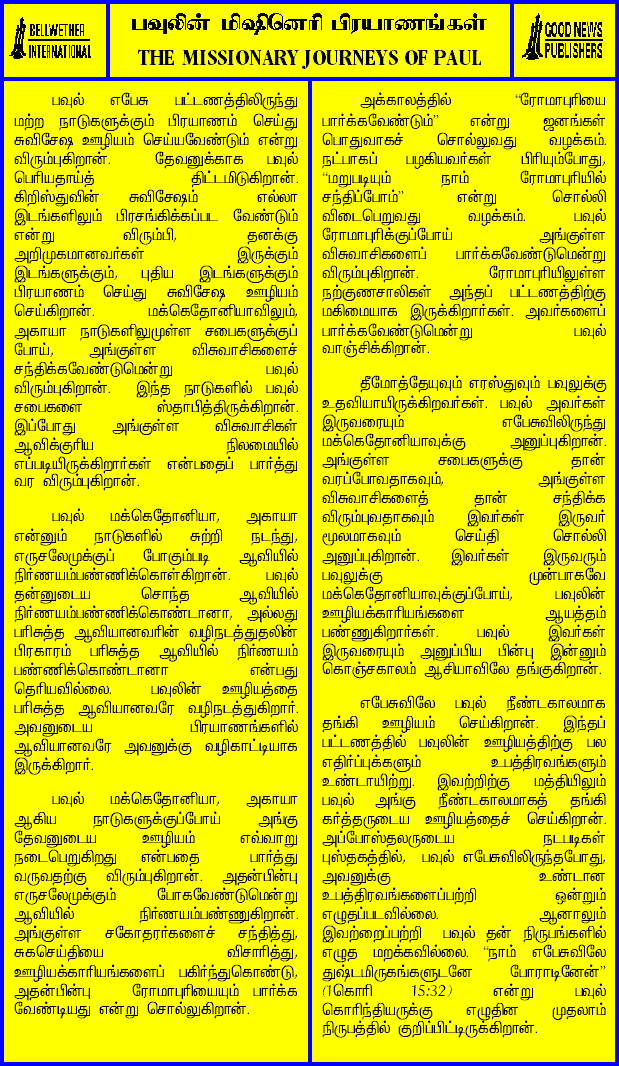 BELLWETHER
INTERNATIONAL
பவுலின் மிஷினெரி பிரயாணங்கள்
THE MISSIONARY JOURNEYS OF PAUL
GOOD NEWS
PUBLISHERS
பவுல் எபேசு பட்டணத்திலிருந்து
மற்ற நாடுகளுக்கும் பிரயாணம் செய்து
சுவிசேஷ ஊழியம் செய்யவேண்டும் என்று
விரும்புகிறான். தேவனுக்காக பவுல்
பெரியதாய்த் திட்டமிடுகிறான்.
கிறிஸ்துவின் சுவிசேஷம் எல்லா
இடங்களிலும் பிரசங்கிக்கப்பட வேண்டும்
என்று விரும்பி, தனக்கு
அறிமுகமானவர்கள் இருக்கும்
இடங்களுக்கும், புதிய இடங்களுக்கும்
பிரயாணம் செய்து சுவிசேஷ ஊழியம்
செய்கிறான். மக்கெதோனியாவிலும்,
அகாயா நாடுகளிலுமுள்ள சபைகளுக்குப்
போய், அங்குள்ள விசுவாசிகளைச்
சந்திக்கவேண்டுமென்று பவுல்
விரும்புகிறான். இந்த நாடுகளில் பவுல்
சபைகளை ஸ்தாபித்திருக்கிறான்.
இப்போது அங்குள்ள விசுவாசிகள்
ஆவிக்குரிய நிலமையில்
எப்படியிருக்கிறார்கள் என்பதைப் பார்த்து
வர விரும்புகிறான்.
பவுல் மக்கெதோனியா, அகாயா
என்னும் நாடுகளில் சுற்றி நடந்து,
எருசலேமுக்குப் போகும்படி ஆவியில்
நிர்ணயம்பண்ணிக்கொள்கிறான். பவுல்
தன்னுடைய சொந்த ஆவியில்
நிர்ணயம்பண்ணிக்கொண்டானா, அல்லது
பரிசுத்த ஆவியானவரின் வழிநடத்துதலின்
பிரகாரம் பரிசுத்த ஆவியில் நிர்ணயம்
பண்ணிக்கொண்டானா என்பது
தெரியவில்லை. பவுலின் ஊழியத்தை
பரிசுத்த ஆவியானவரே வழிநடத்துகிறார்.
அவனுடைய பிரயாணங்களில்
ஆவியானவரே அவனுக்கு வழிகாட்டியாக
இருக்கிறார்.
பவுல் மக்கெதோனியா, அகாயா
ஆகிய நாடுகளுக்குப்போய் அங்கு
தேவனுடைய ஊழியம் எவ்வாறு
நடைபெறுகிறது என்பதை பார்த்து
வருவதற்கு விரும்புகிறான். அதன்பின்பு
எருசலேமுக்கும் போகவேண்டுமென்று
ஆவியில் நிர்ணயம்பண்ணுகிறான்.
அங்குள்ள சகோதரர்களைச் சந்தித்து,
சுகசெய்தியை விசாரித்து,
ஊழியக்காரியங்களைப் பகிர்ந்துகொண்டு,
அதன்பின்பு ரோமாபுரியையும் பார்க்க
வேண்டியது என்று சொல்லுகிறான்.
அக்காலத்தில் “ரோமாபுரியை
பார்க்கவேண்டும்” என்று ஜனங்கள்
பொதுவாகச் சொல்லுவது வழக்கம்.
நட்பாகப் பழகியவர்கள் பிரியும்போது,
“மறுபடியும் நாம் ரோமாபுரியில்
சந்திப்போம்” என்று சொல்லி
விடைபெறுவது வழக்கம். பவுல்
ரோமாபுரிக்குப்போய் அங்குள்ள
விசுவாசிகளைப் பார்க்கவேண்டுமென்று
விரும்புகிறான். ரோமாபுரியிலுள்ள
நற்குணசாலிகள் அந்தப் பட்டணத்திற்கு
மகிமையாக இருக்கிறார்கள். அவர்களைப்
பார்க்கவேண்டுமென்று பவுல்
வாஞ்சிக்கிறான்.
தீமோத்தேயுவும் எரஸ்துவும் பவுலுக்கு
உதவியாயிருக்கிறவர்கள். பவுல் அவர்கள்
இருவரையும் எபேசுவிலிருந்து
மக்கெதோனியாவுக்கு அனுப்புகிறான்.
அங்குள்ள சபைகளுக்கு தான்
வரப்போவதாகவும், அங்குள்ள
விசுவாசிகளைத் தான் சந்திக்க
விரும்புவதாகவும் இவர்கள் இருவர்
மூலமாகவும் செய்தி சொல்லி
அனுப்புகிறான். இவர்கள் இருவரும்
பவுலுக்கு முன்பாகவே
மக்கெதோனியாவுக்குப்போய், பவுலின்
ஊழியக்காரியங்களை ஆயத்தம்
பண்ணுகிறார்கள். பவுல் இவர்கள்
இருவரையும் அனுப்பிய பின்பு இன்னும்
கொஞ்சகாலம் ஆசியாவிலே தங்குகிறான்.
எபேசுவிலே பவுல் நீண்டகாலமாக
தங்கி ஊழியம் செய்கிறான். இந்தப்
பட்டணத்தில் பவுலின் ஊழியத்திற்கு பல
எதிர்ப்புக்களும் உபத்திரவங்களும்
உண்டாயிற்று. இவற்றிற்கு மத்தியிலும்
பவுல் அங்கு நீண்டகாலமாகத் தங்கி
கர்த்தருடைய ஊழியத்தைச் செய்கிறான்.
அப்போஸ்தலருடைய நடபடிகள்
புஸ்தகத்தில், பவுல் எபேசுவிலிருந்தபோது,
அவனுக்கு உண்டான
உபத்திரவங்களைப்பற்றி ஒன்றும்
எழுதப்படவில்லை. ஆனாலும்
இவற்றைப்பற்றி பவுல் தன் நிருபங்களில்
எழுத மறக்கவில்லை. “நாம் எபேசுவிலே
துஷ்டமிருகங்களுடனே போராடினேன்”
(1கொரி 15:32) என்று பவுல்
கொரிந்தியருக்கு எழுதின முதலாம்
நிருபத்தில் குறிப்பிட்டிருக்கிறான்.